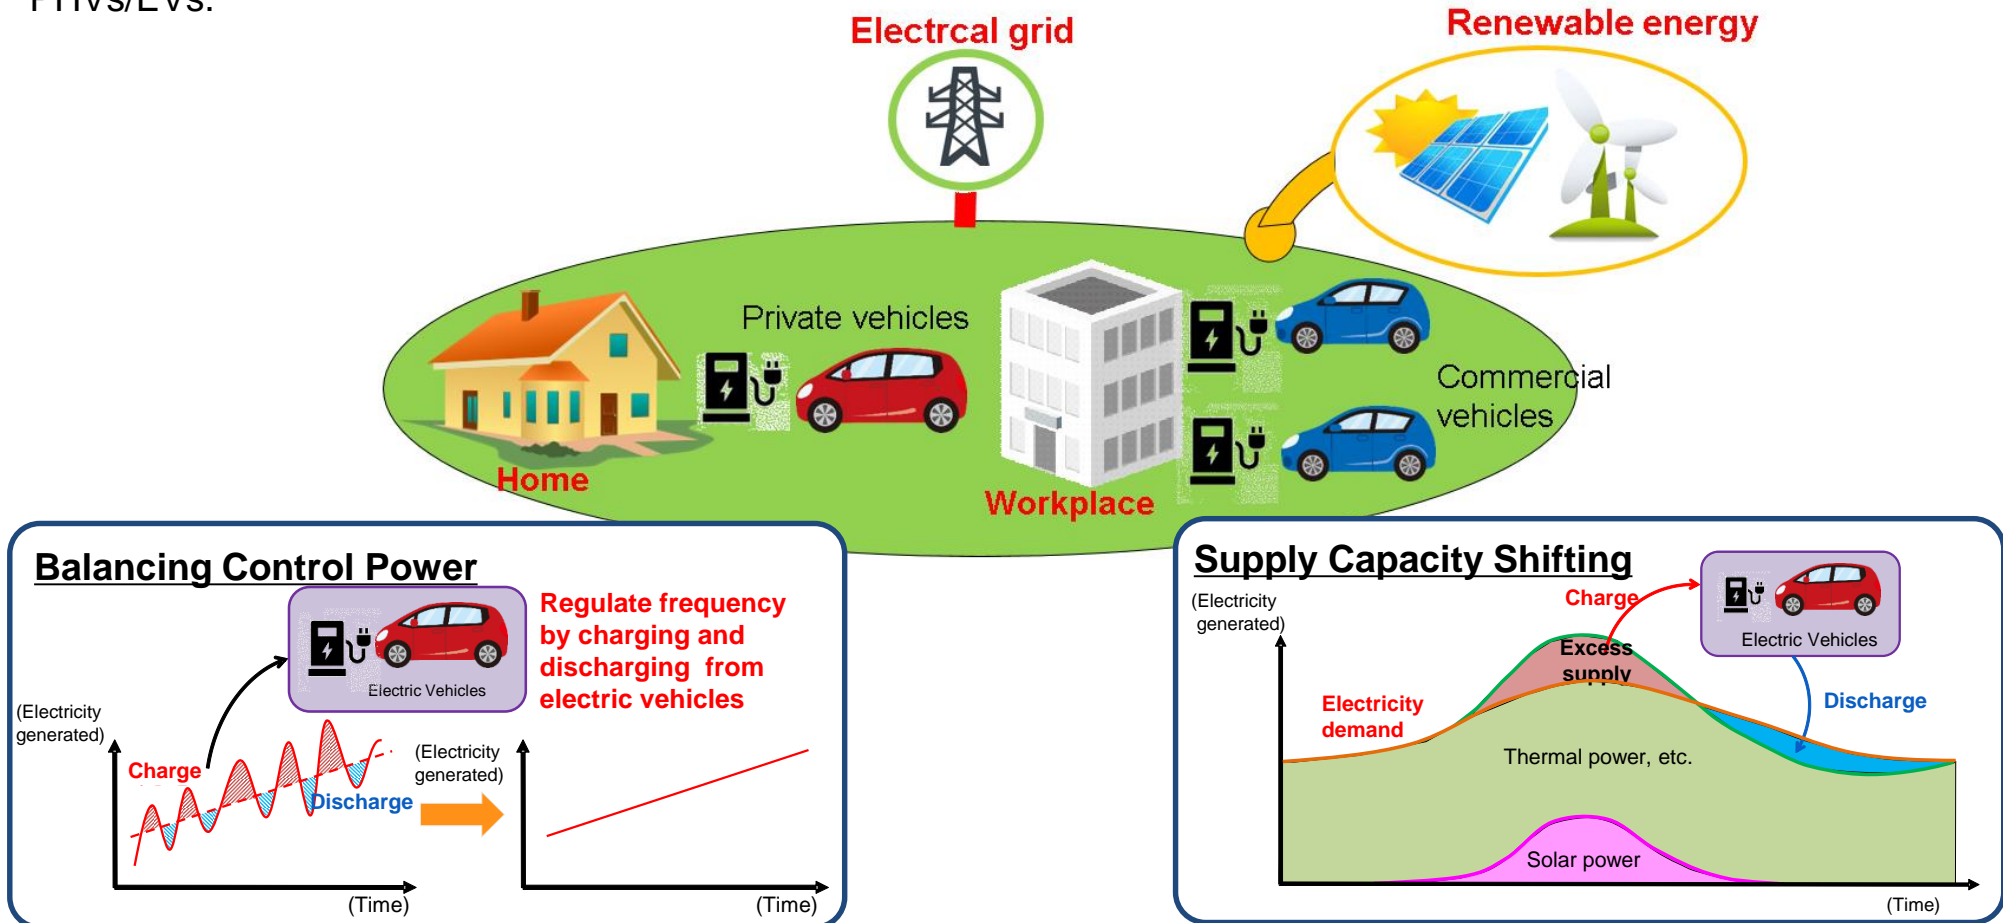 PHVs/EVs.
Electrcal grid
Renewable energy
Private vehicles
Commercial
vehicles
Home
Workplace
Balancing Control Power
Regulate frequency
by charging and
discharging from
electric vehicles
Electric Vehicles
(Electricity
generated)
Charge
Discharge
(Time)
(Electricity
generated)
(Time)
Supply Capacity Shifting
(Electricity
generated)
Charge
Electric Vehicles
Excess
supply
Electricity
demand
Discharge
Thermal power, etc.
Solar power
(Time)